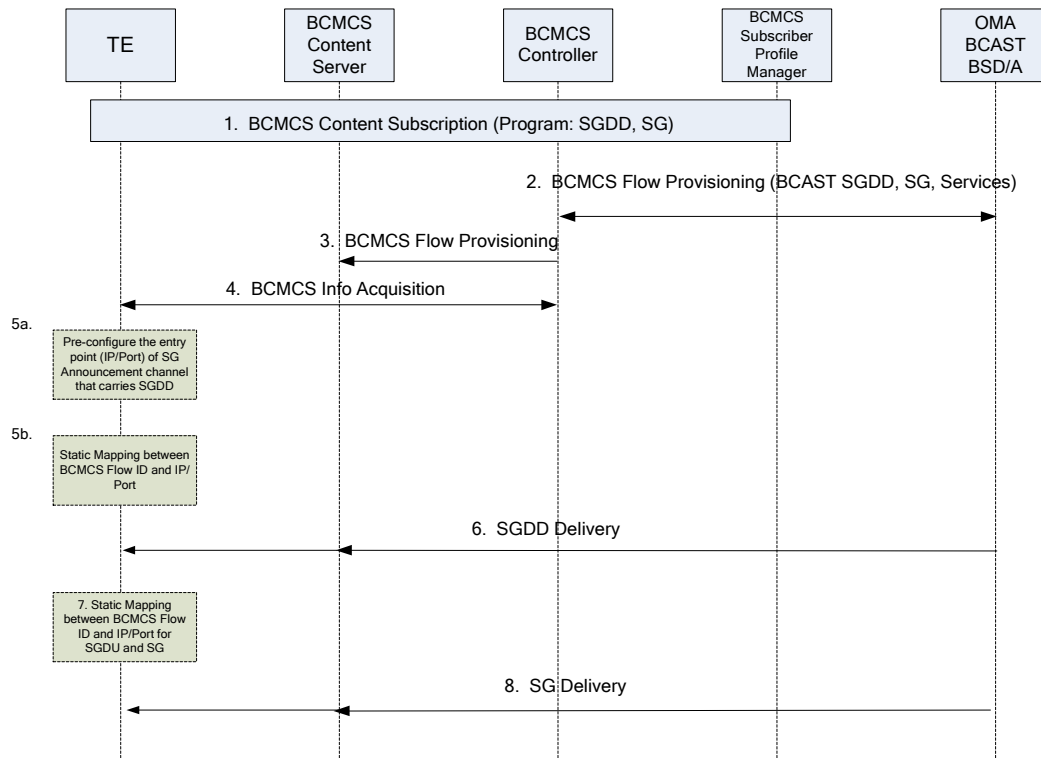 TE
BCMCS
Content
Server
BCMCS
Controller
BCMCS
Subscriber
Profile
Manager
OMA
BCAST
BSD/A
1. BCMCS Content Subscription (Program: SGDD, SG)
2. BCMCS Flow Provisioning (BCAST SGDD, SG, Services)
3. BCMCS Flow Provisioning
4. BCMCS Info Acquisition
5a.
Pre-configure the entry
point (IP/Port) of SG
Announcement channel
that carries SGDD
5b.
Static Mapping between
BCMCS Flow ID and IP/
Port
6. SGDD Delivery
7. Static Mapping
between BCMCS Flow
ID and IP/Port for
SGDU and SG
8. SG Delivery